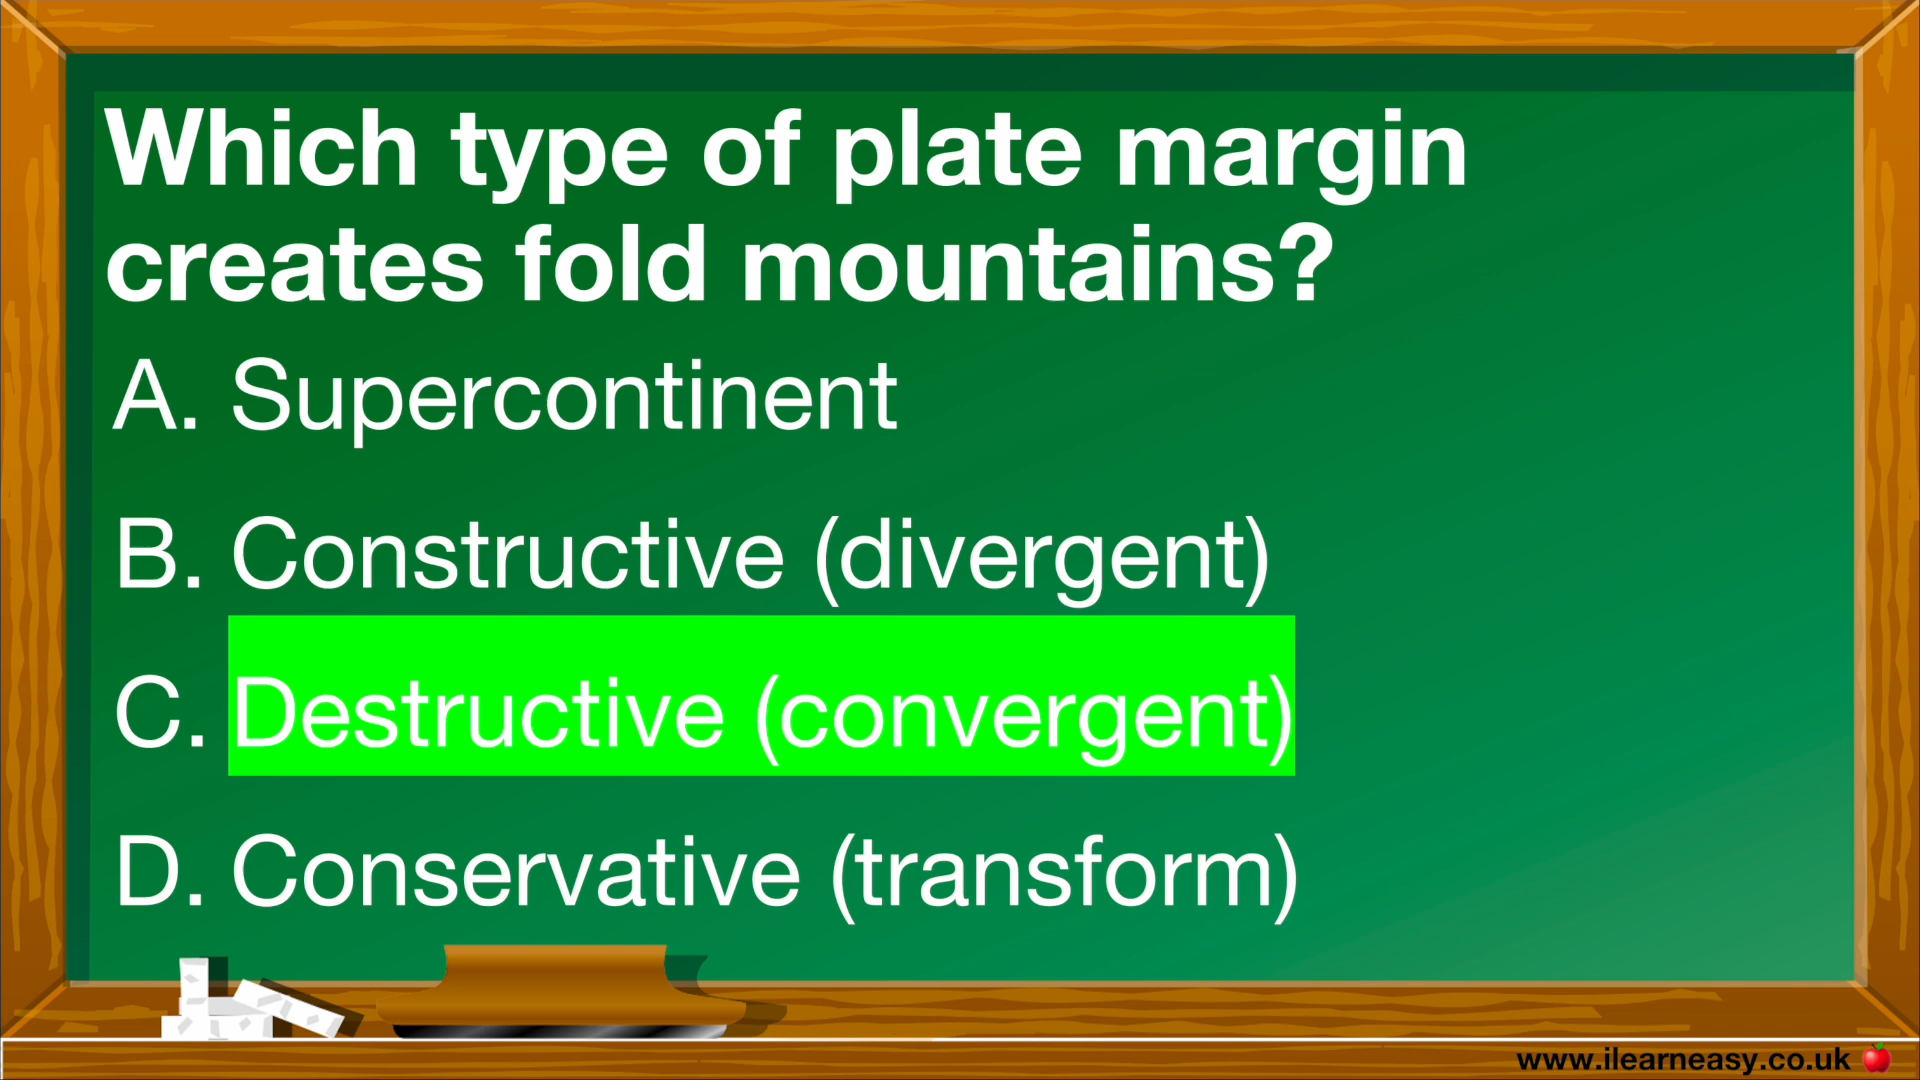 Which type of plate margin
creates fold mountains?
A. Supercontinent
B. Constructive (divergent)
C. Destructive (convergent)
D. Conservative (transform)
www.ilearneasy.co.uk